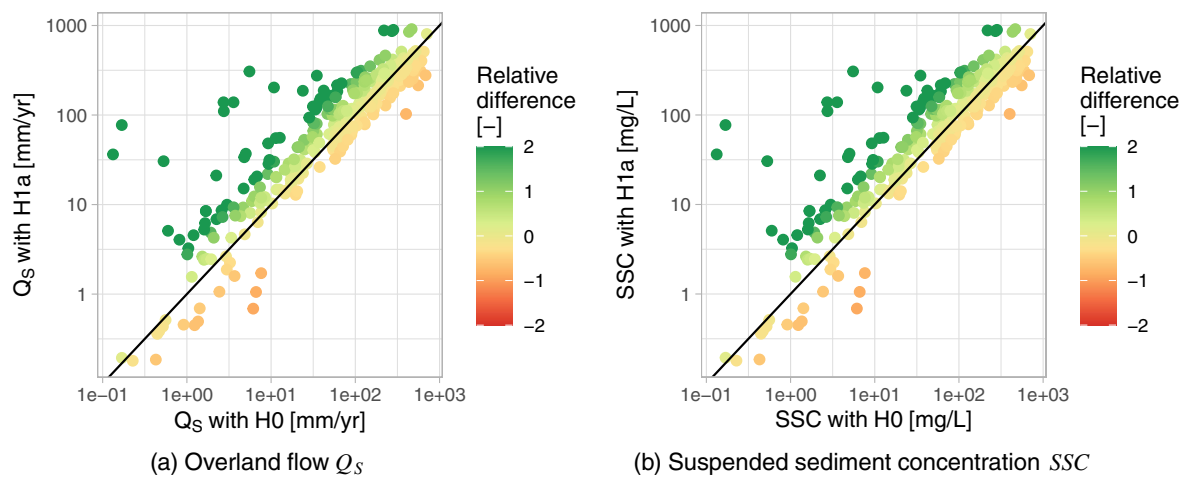 1000
100
10
1
Q_S with H1a [mm/yr]
1e−01 1e+00 1e+01 1e+02 1e+03
Q_S with H0 [mm/yr]
Relative
difference
[−]
2
1
0
−1
−2
(a) Overland flow Q_S
1000
100
10
1
SSC with H1a [mg/L]
1e−01 1e+00 1e+01 1e+02 1e+03
SSC with H0 [mg/L]
Relative
difference
[−]
2
1
0
−1
−2
(b) Suspended sediment concentration SSC